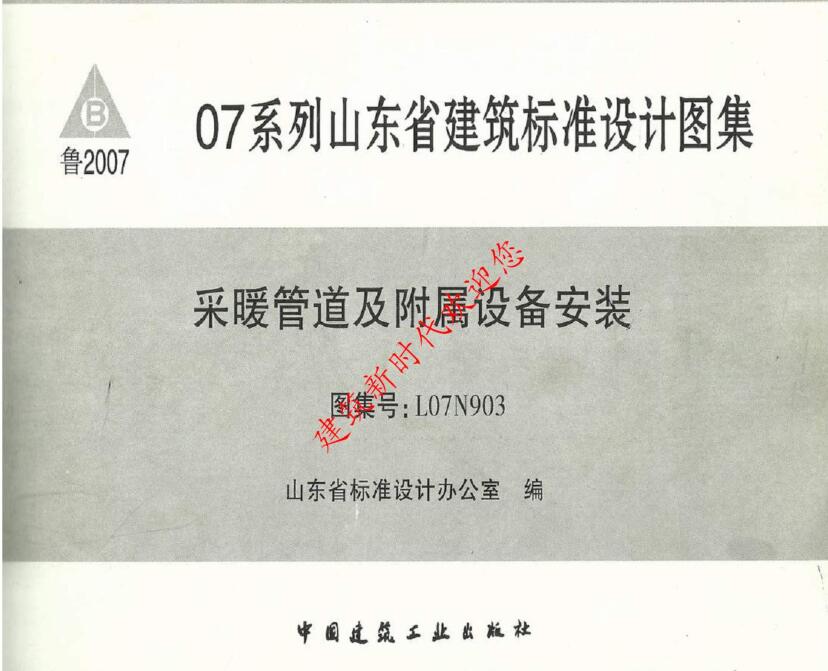 B
鲁2007
07系列山东省建筑标准设计图集
采暖管道及附属设备安装
图集号：L07N903
建筑新时代欢迎您
山东省标准设计办公室 编
中国建筑工业出版社